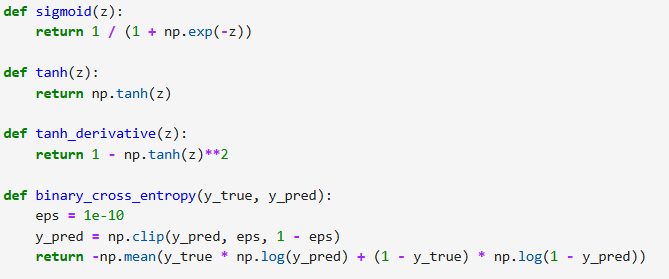 def sigmoid(z):
    return 1 / (1 + np.exp(-z))

def tanh(z):
    return np.tanh(z)

def tanh_derivative(z):
    return 1 - np.tanh(z)**2

def binary_cross_entropy(y_true, y_pred):
    eps = 1e-10
    y_pred = np.clip(y_pred, eps, 1 - eps)
    return -np.mean(y_true * np.log(y_pred) + (1 - y_true) * np.log(1 - y_pred))